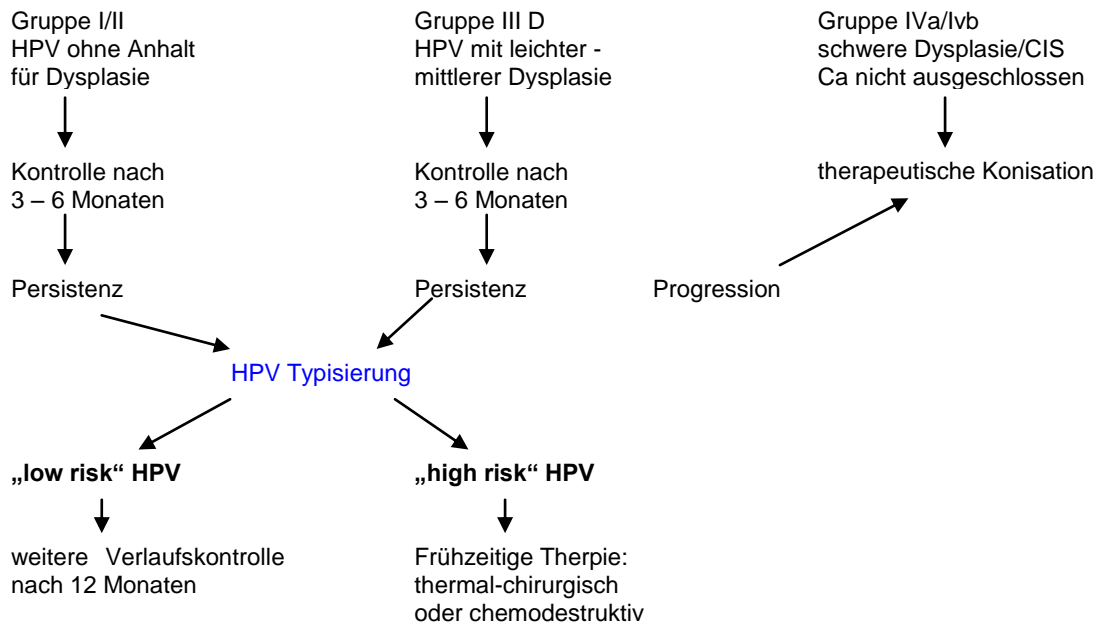 Gruppe I/II
HPV ohne Anhalt
für Dysplasie
Gruppe III D
HPV mit leichter -
mittlerer Dysplasie
Gruppe IVa/Ivb
schwere Dysplasie/CIS
Ca nicht ausgeschlossen
Kontrolle nach
3 – 6 Monaten
Kontrolle nach
3 – 6 Monaten
therapeutische Konisation
Persistenz
Persistenz
Progression
HPV Typisierung
„low risk“ HPV
„high risk“ HPV
weitere Verlaufskontrolle
nach 12 Monaten
Frühzeitige Therpie:
thermal-chirurgisch
oder chemodestruktiv